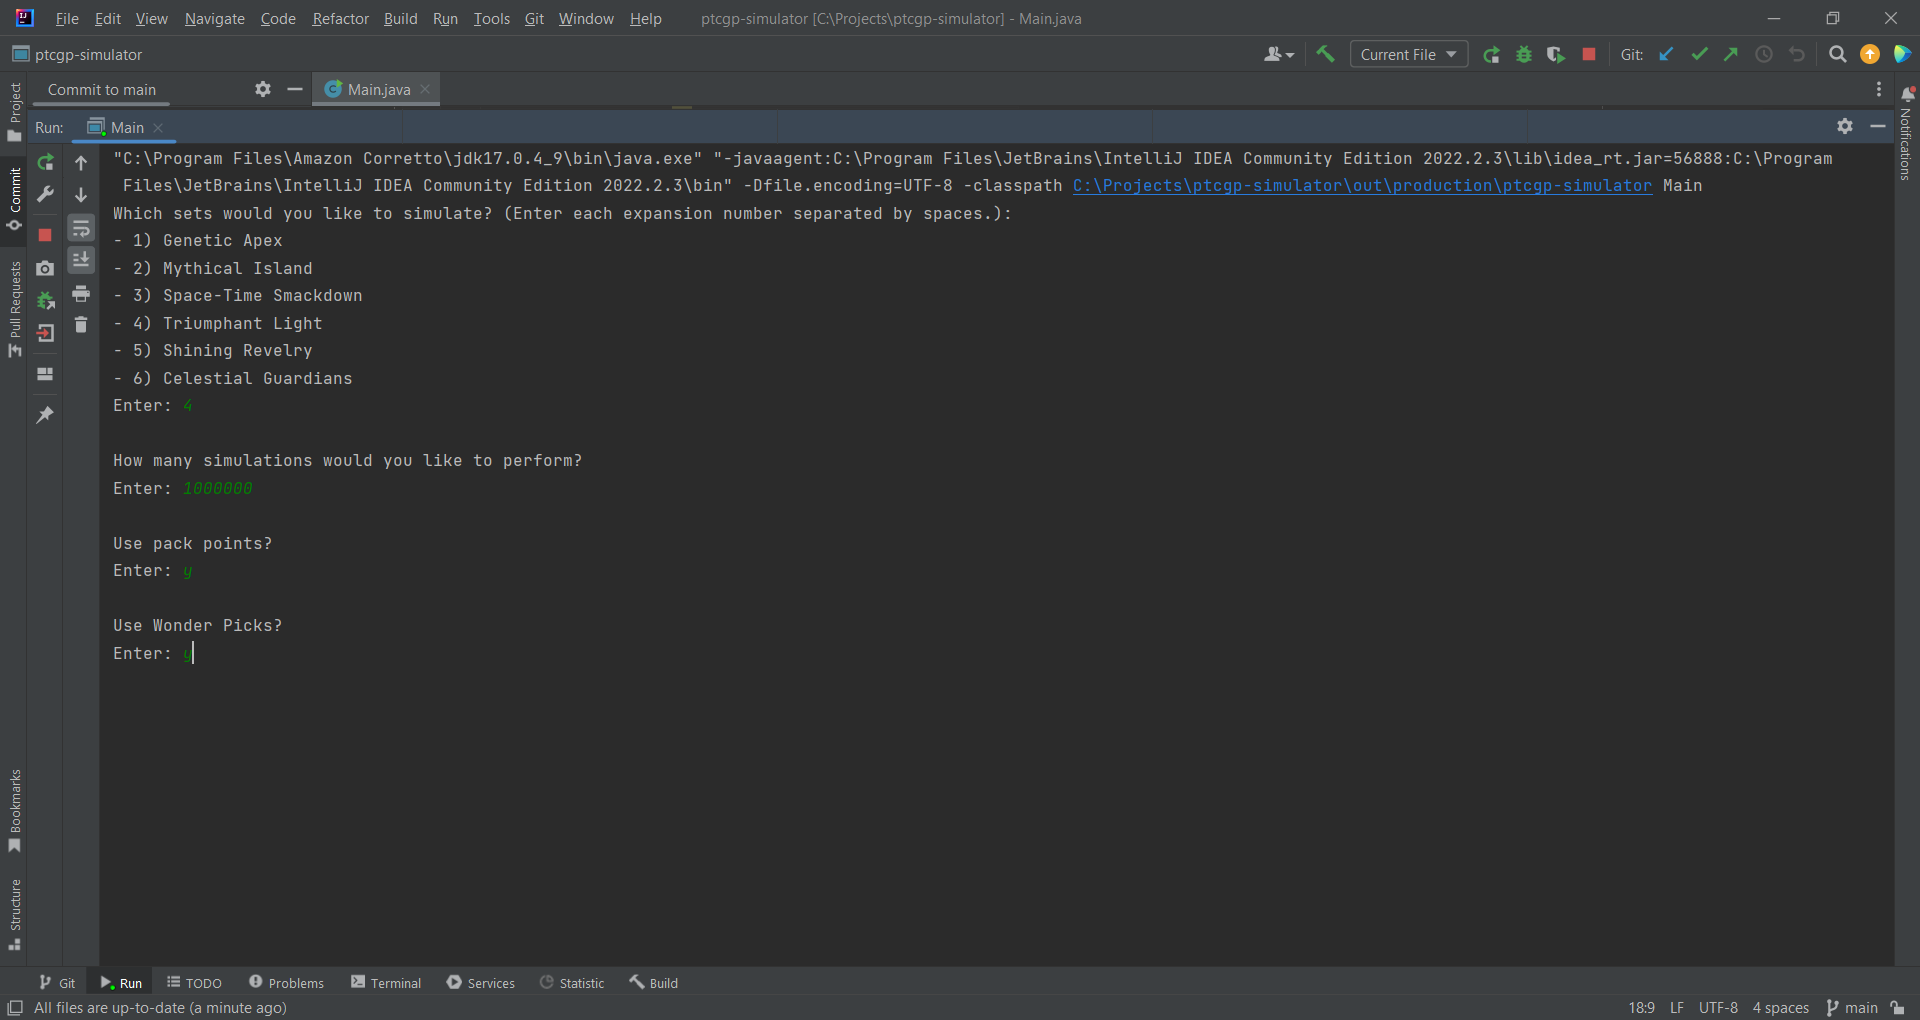 File Edit View Navigate Code Refactor Build Run Tools Git Window Help ptcgp-simulator [C:\Projects\ptcgp-simulator] - Main.java
ptcgp-simulator Current File Git:
Commit to main Main.java
Run: Main
"C:\Program Files\Amazon Corretto\jdk17.0.4_9\bin\java.exe" "-javaagent:C:\Program Files\JetBrains\IntelliJ IDEA Community Edition 2022.2.3\lib\idea_rt.jar=56888:C:\Program
Files\JetBrains\IntelliJ IDEA Community Edition 2022.2.3\bin" -Dfile.encoding=UTF-8 -classpath C:\Projects\ptcgp-simulator\out\production\ptcgp-simulator Main
Which sets would you like to simulate? (Enter each expansion number separated by spaces.):
- 1) Genetic Apex
- 2) Mythical Island
- 3) Space-Time Smackdown
- 4) Triumphant Light
- 5) Shining Revelry
- 6) Celestial Guardians
Enter: 4
How many simulations would you like to perform?
Enter: 1000000
Use pack points?
Enter: y
Use Wonder Picks?
Enter: y
Project
Commit
Pull Requests
Bookmarks
Structure
Notifications
Git Run TODO Problems Terminal Services Statistic Build
All files are up-to-date (a minute ago) 18:9 LF UTF-8 4 spaces main